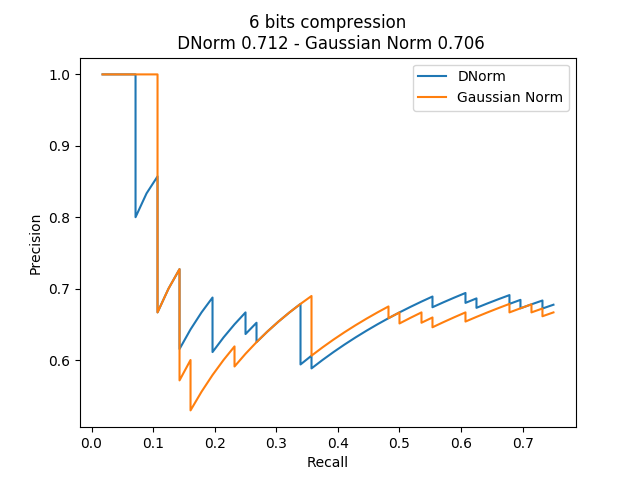 6 bits compression
DNorm 0.712 - Gaussian Norm 0.706
DNorm
Gaussian Norm
Precision
1.0
0.9
0.8
0.7
0.6
0.0 0.1 0.2 0.3 0.4 0.5 0.6 0.7
Recall